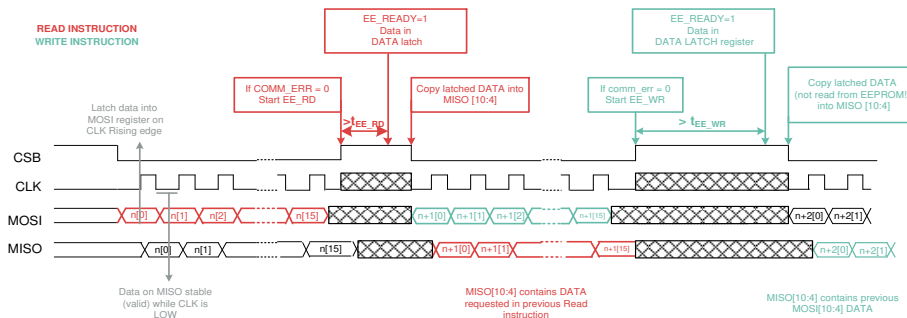 READ INSTRUCTION
WRITE INSTRUCTION
EE_READY=1
Data in
DATA latch
EE_READY=1
Data in
DATA LATCH register
Latch data into
MOSI register on
CLK Rising edge
If COMM_ERR = 0
Start EE_RD
Copy latched DATA into
MISO [10:4]
If comm_err = 0
Start EE_WR
Copy latched DATA
(not read from EEPROM!)
into MISO [10:4]
>tEE_RD
> tEE_WR
CSB
CLK
MOSI
n[0] n[1] n[2] n[15] n+1[0] n+1[1] n+1[2] n+1[15] n+2[0] n+2[1]
MISO
n[0] n[1] n[15] n+1[0] n+1[1] n+1[15] n+2[0] n+2[1]
Data on MISO stable
(valid) while CLK is
LOW
MISO[10:4] contains DATA
requested in previous Read
instruction
MISO[10:4] contains previous
MOSI[10:4] DATA